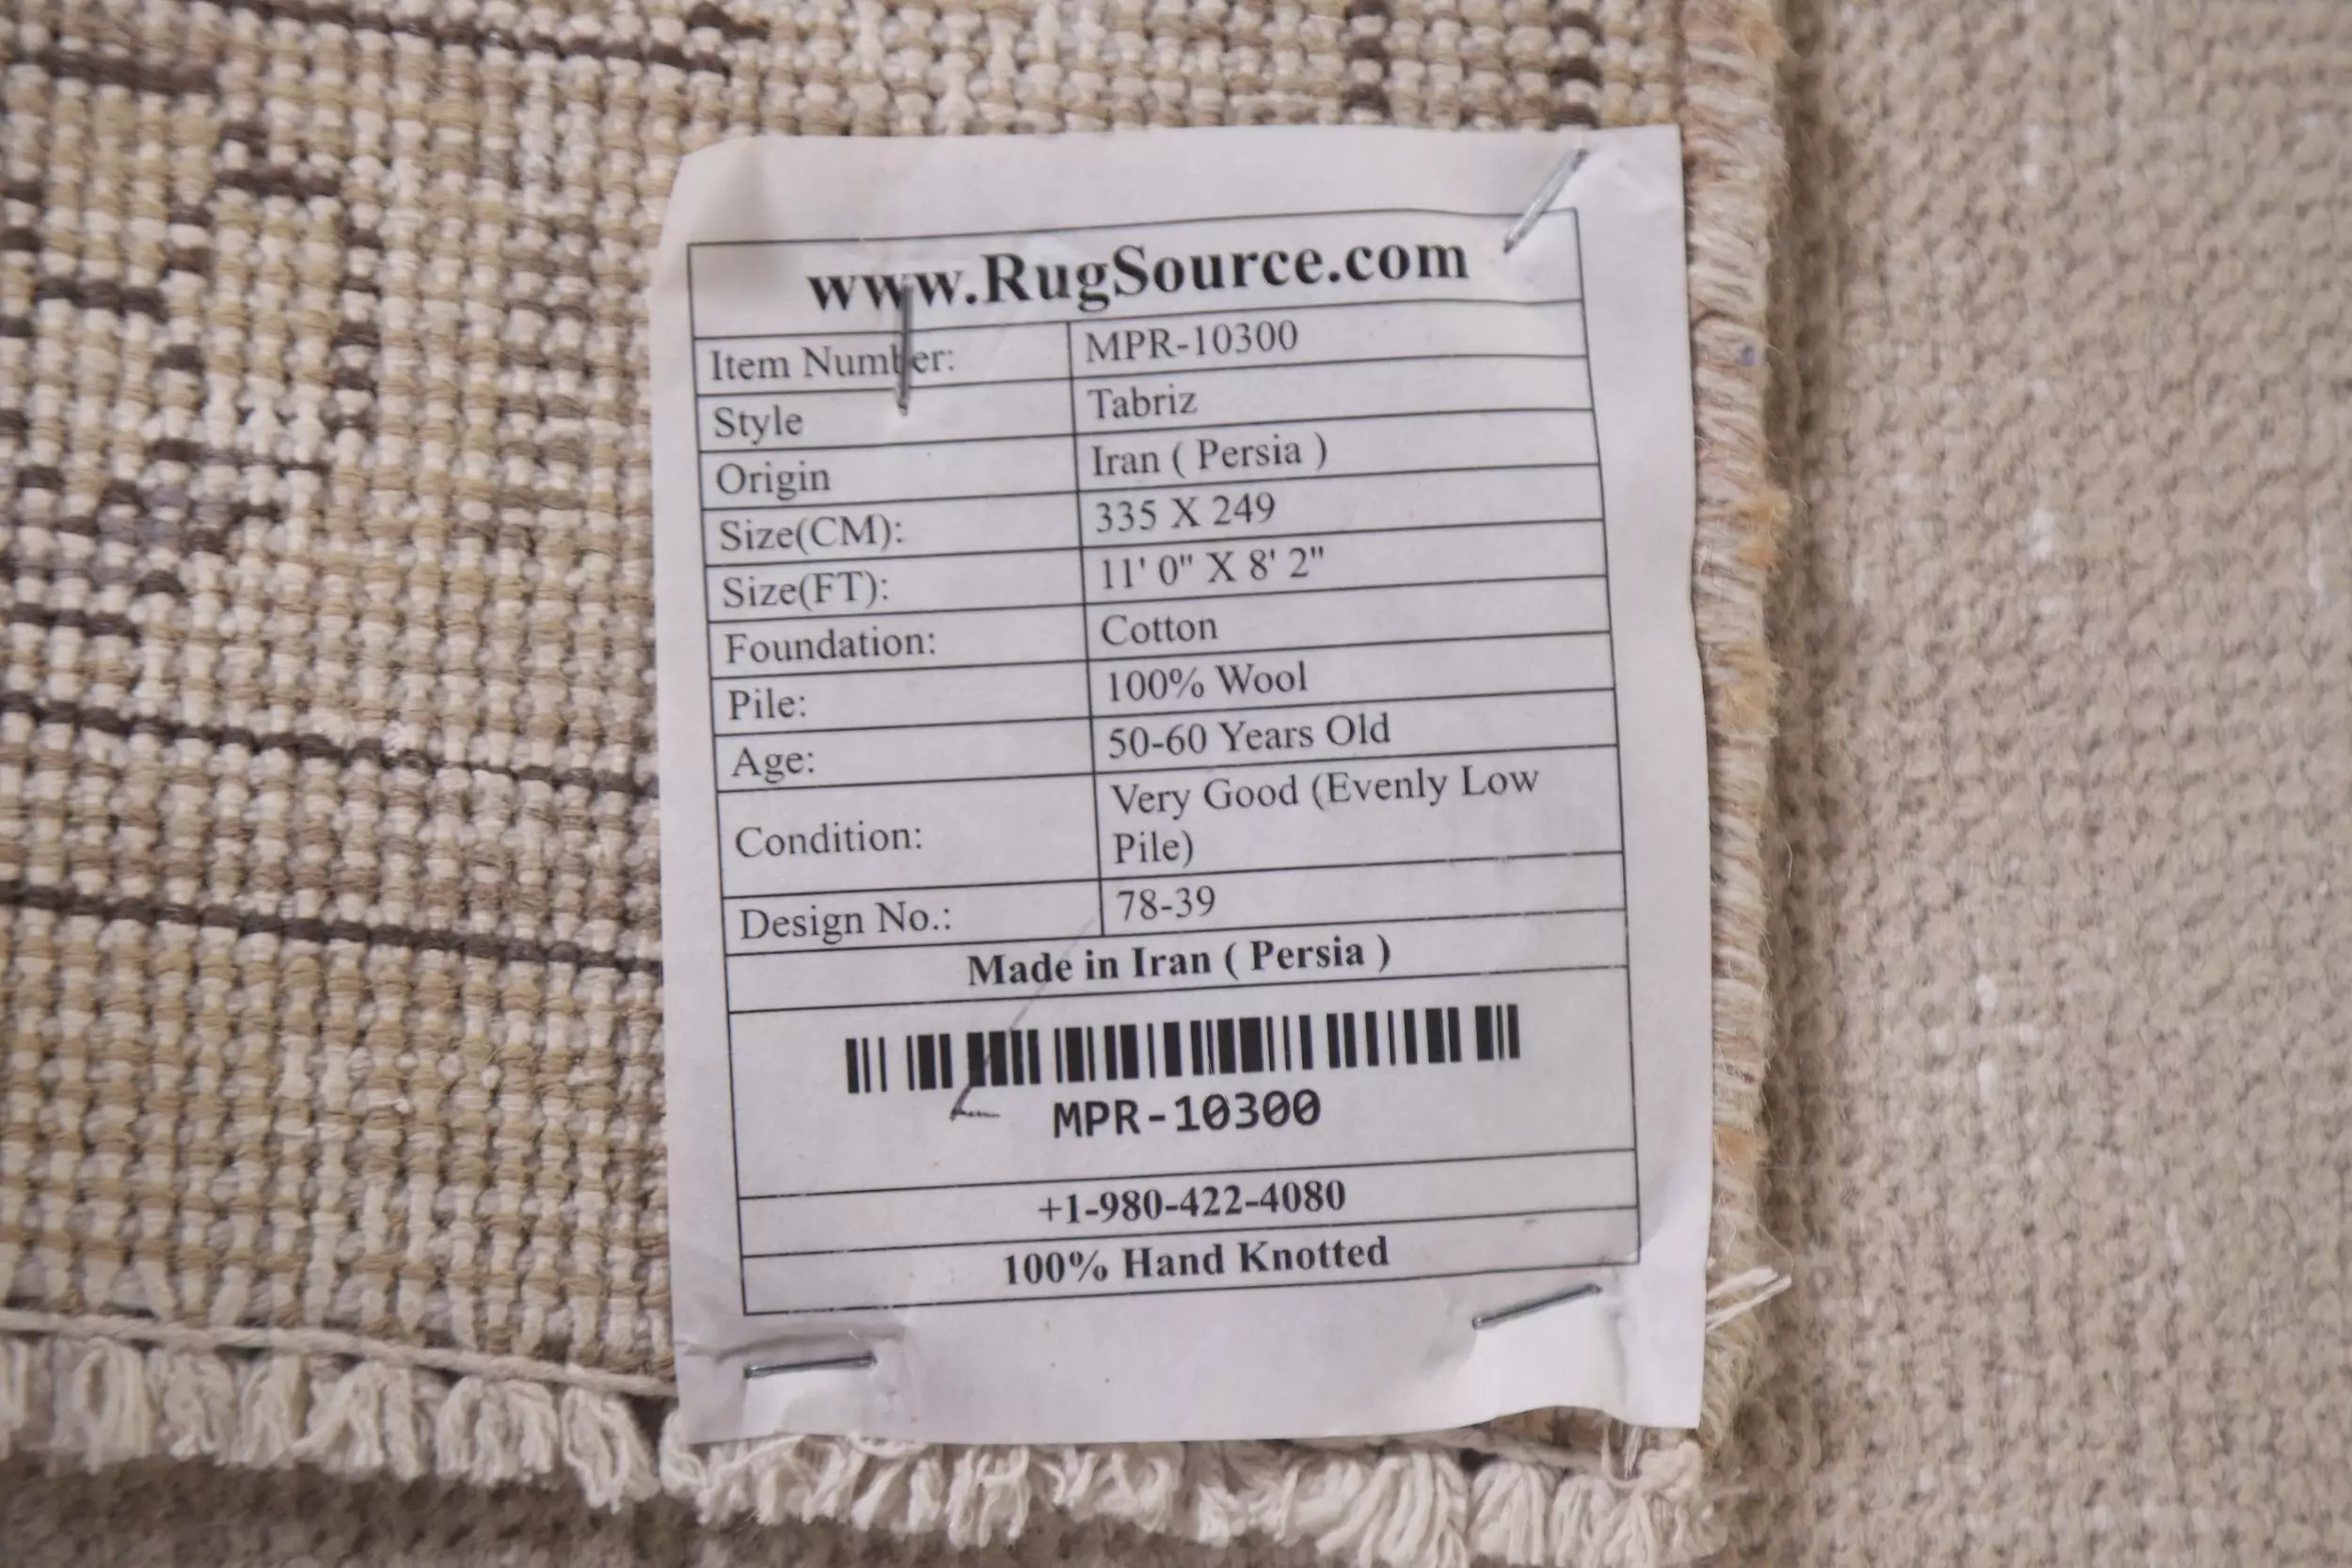 www.RugSource.com
Item Number: MPR-10300
Style Tabriz
Origin Iran ( Persia )
Size(CM): 335 X 249
Size(FT): 11' 0" X 8' 2"
Foundation: Cotton
Pile: 100% Wool
Age: 50-60 Years Old
Condition: Very Good (Evenly Low
Pile)
Design No.: 78-39
Made in Iran ( Persia )
MPR-10300
+1-980-422-4080
100% Hand Knotted